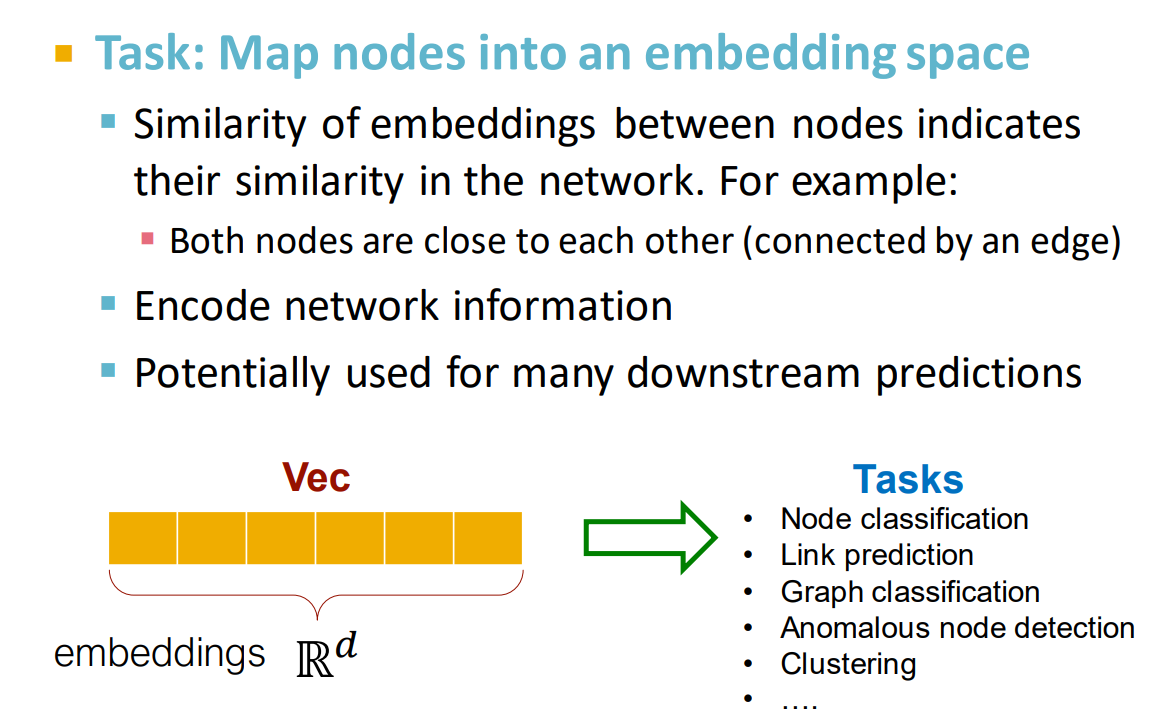 Task: Map nodes into an embedding space
Similarity of embeddings between nodes indicates
their similarity in the network. For example:
Both nodes are close to each other (connected by an edge)
Encode network information
Potentially used for many downstream predictions
Vec
embeddings ℝᵈ
Tasks
• Node classification
• Link prediction
• Graph classification
• Anomalous node detection
• Clustering
• ….